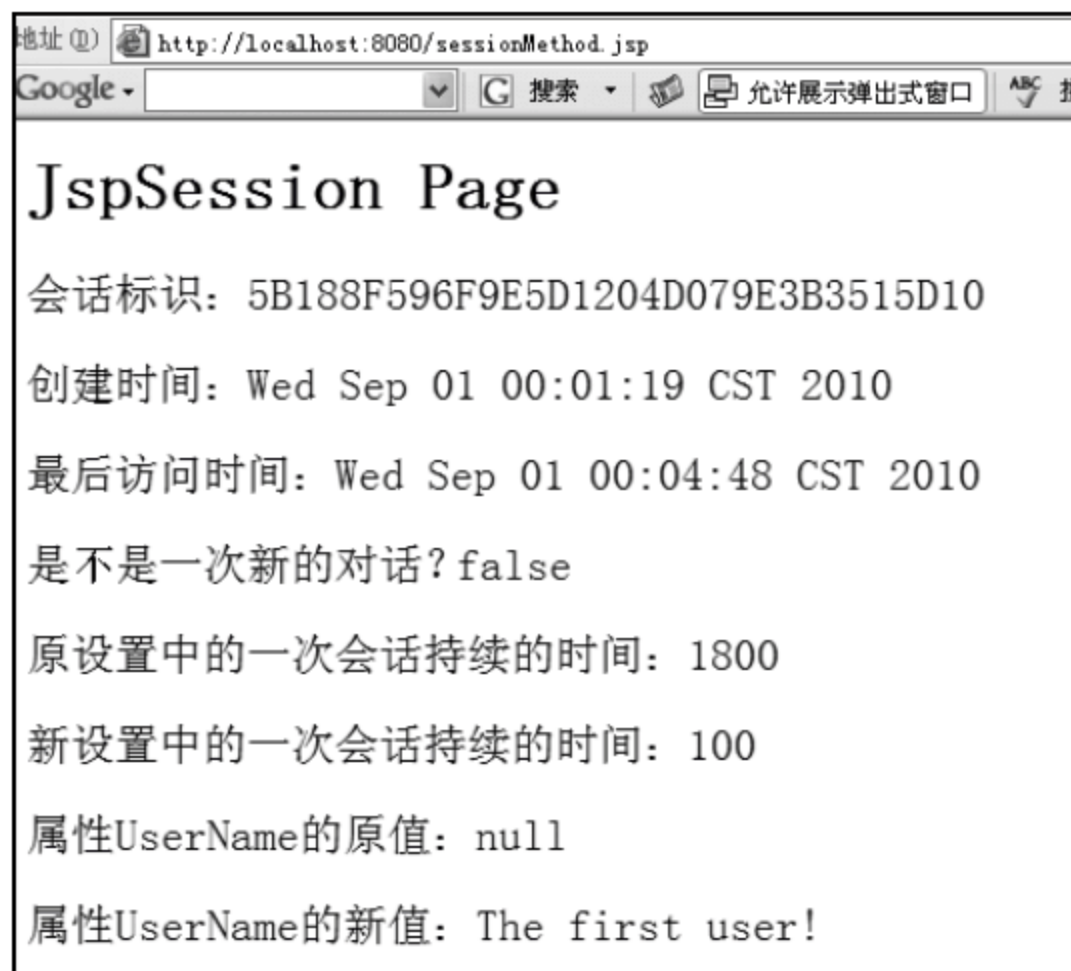 地址(D) http://localhost:8080/sessionMethod.jsp
Google 搜索 允许展示弹出式窗口 ABC
JspSession Page
会话标识：5B188F596F9E5D1204D079E3B3515D10
创建时间：Wed Sep 01 00:01:19 CST 2010
最后访问时间：Wed Sep 01 00:04:48 CST 2010
是不是一次新的对话？false
原设置中的一次会话持续的时间：1800
新设置中的一次会话持续的时间：100
属性UserName的原值：null
属性UserName的新值：The first user!